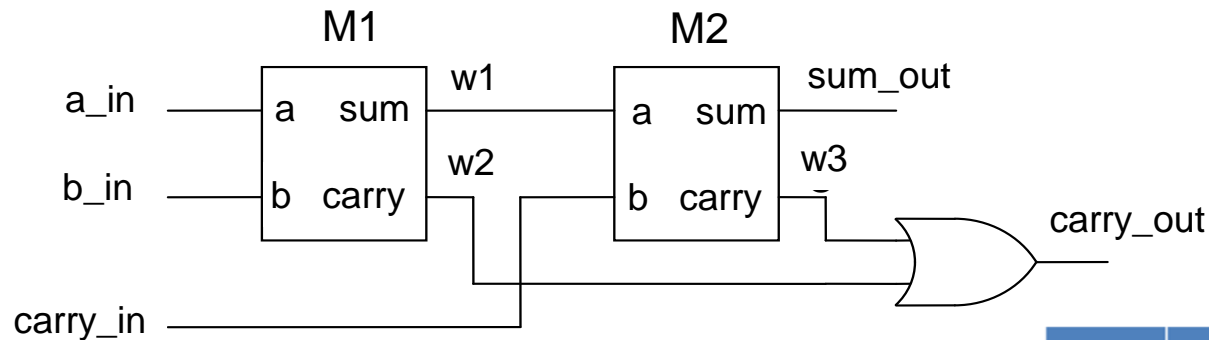 M1
M2
a_in
a
sum
w1
a
sum
sum_out
b_in
b
carry
w2
b
carry
w3
carry_out
carry_in